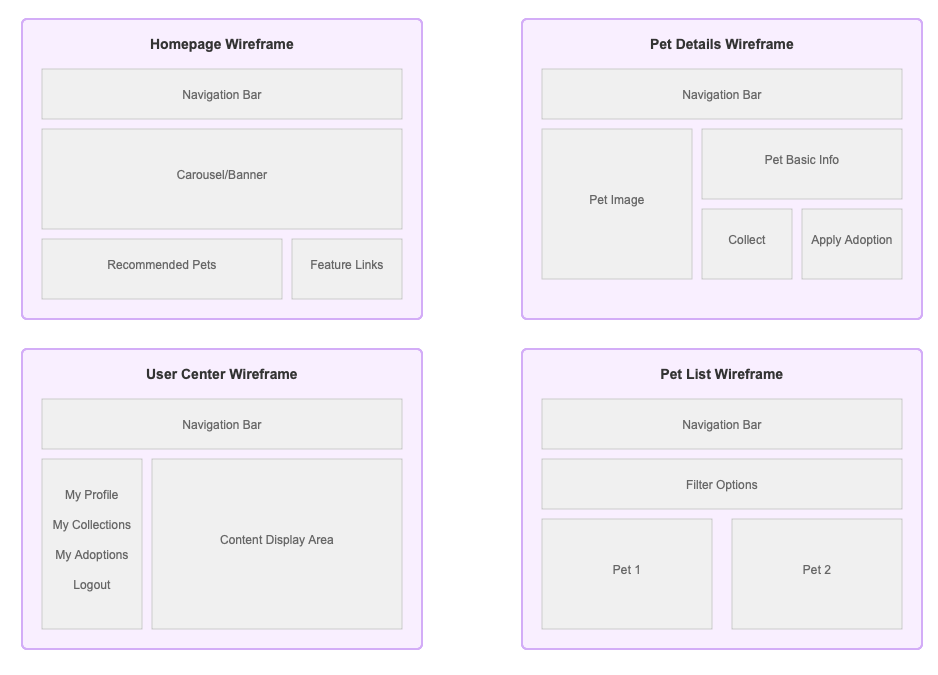 Homepage Wireframe
Navigation Bar
Carousel/Banner
Recommended Pets
Feature Links
Pet Details Wireframe
Navigation Bar
Pet Image
Pet Basic Info
Collect
Apply Adoption
User Center Wireframe
Navigation Bar
My Profile
My Collections
My Adoptions
Logout
Content Display Area
Pet List Wireframe
Navigation Bar
Filter Options
Pet 1
Pet 2